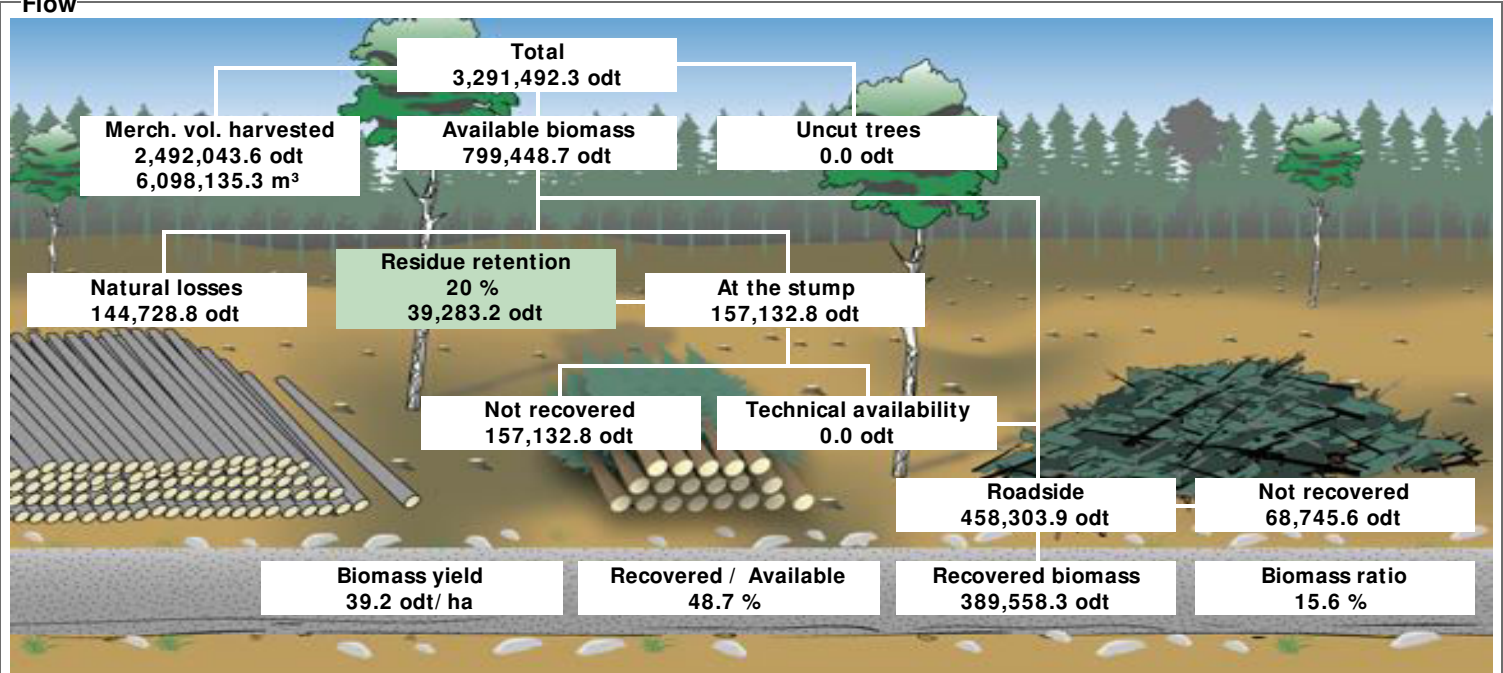 Flow
Total
3,291,492.3 odt
Merch. vol. harvested
2,492,043.6 odt
6,098,135.3 m³
Available biomass
799,448.7 odt
Uncut trees
0.0 odt
Natural losses
144,728.8 odt
Residue retention
20 %
39,283.2 odt
At the stump
157,132.8 odt
Not recovered
157,132.8 odt
Technical availability
0.0 odt
Roadside
458,303.9 odt
Not recovered
68,745.6 odt
Biomass yield
39.2 odt/ ha
Recovered / Available
48.7 %
Recovered biomass
389,558.3 odt
Biomass ratio
15.6 %